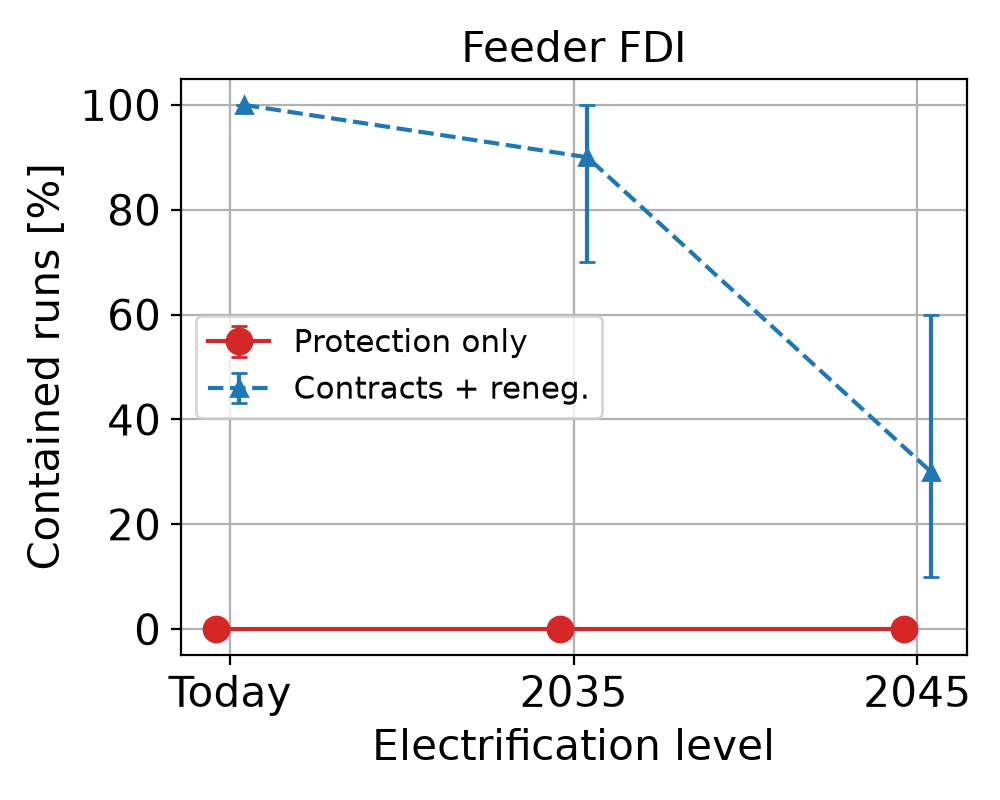 Feeder FDI
Contained runs [%]
100
80
60
40
20
0
Protection only
Contracts + reneg.
Today
2035
2045
Electrification level